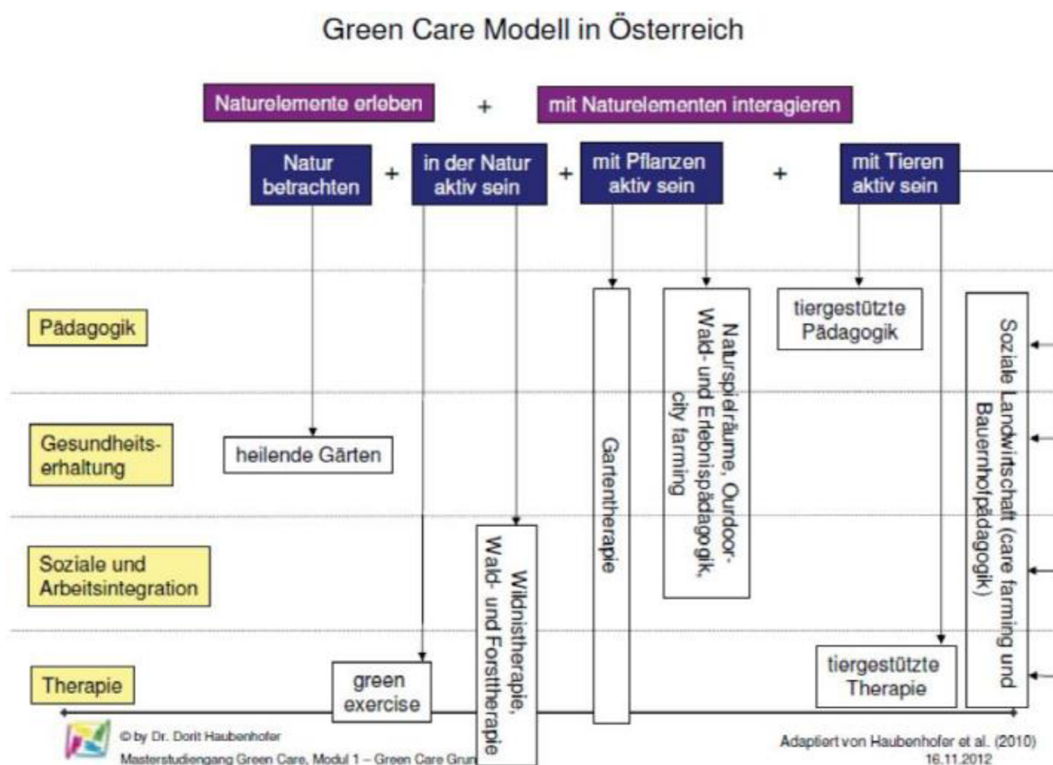 Green Care Modell in Österreich
Naturelemente erleben
+
mit Naturelementen interagieren
Natur
betrachten
+
in der Natur
aktiv sein
+
mit Pflanzen
aktiv sein
+
mit Tieren
aktiv sein
Pädagogik
tiergestützte
Pädagogik
Naturspielräume, Ourdoor-
Wald- und Erlebnispädagogik,
city farming
Soziale Landwirtschaft (care farming und
Bauernhofpädagogik)
Gesundheits-
erhaltung
heilende Gärten
Gartentherapie
Soziale und
Arbeitsintegration
Wildnistherapie,
Wald- und Forsttherapie
Therapie
green
exercise
tiergestützte
Therapie
© by Dr. Dorit Haubenhofer
Masterstudiengang Green Care, Modul 1 – Green Care Grun
Adaptiert von Haubenhofer et al. (2010)
16.11.2012